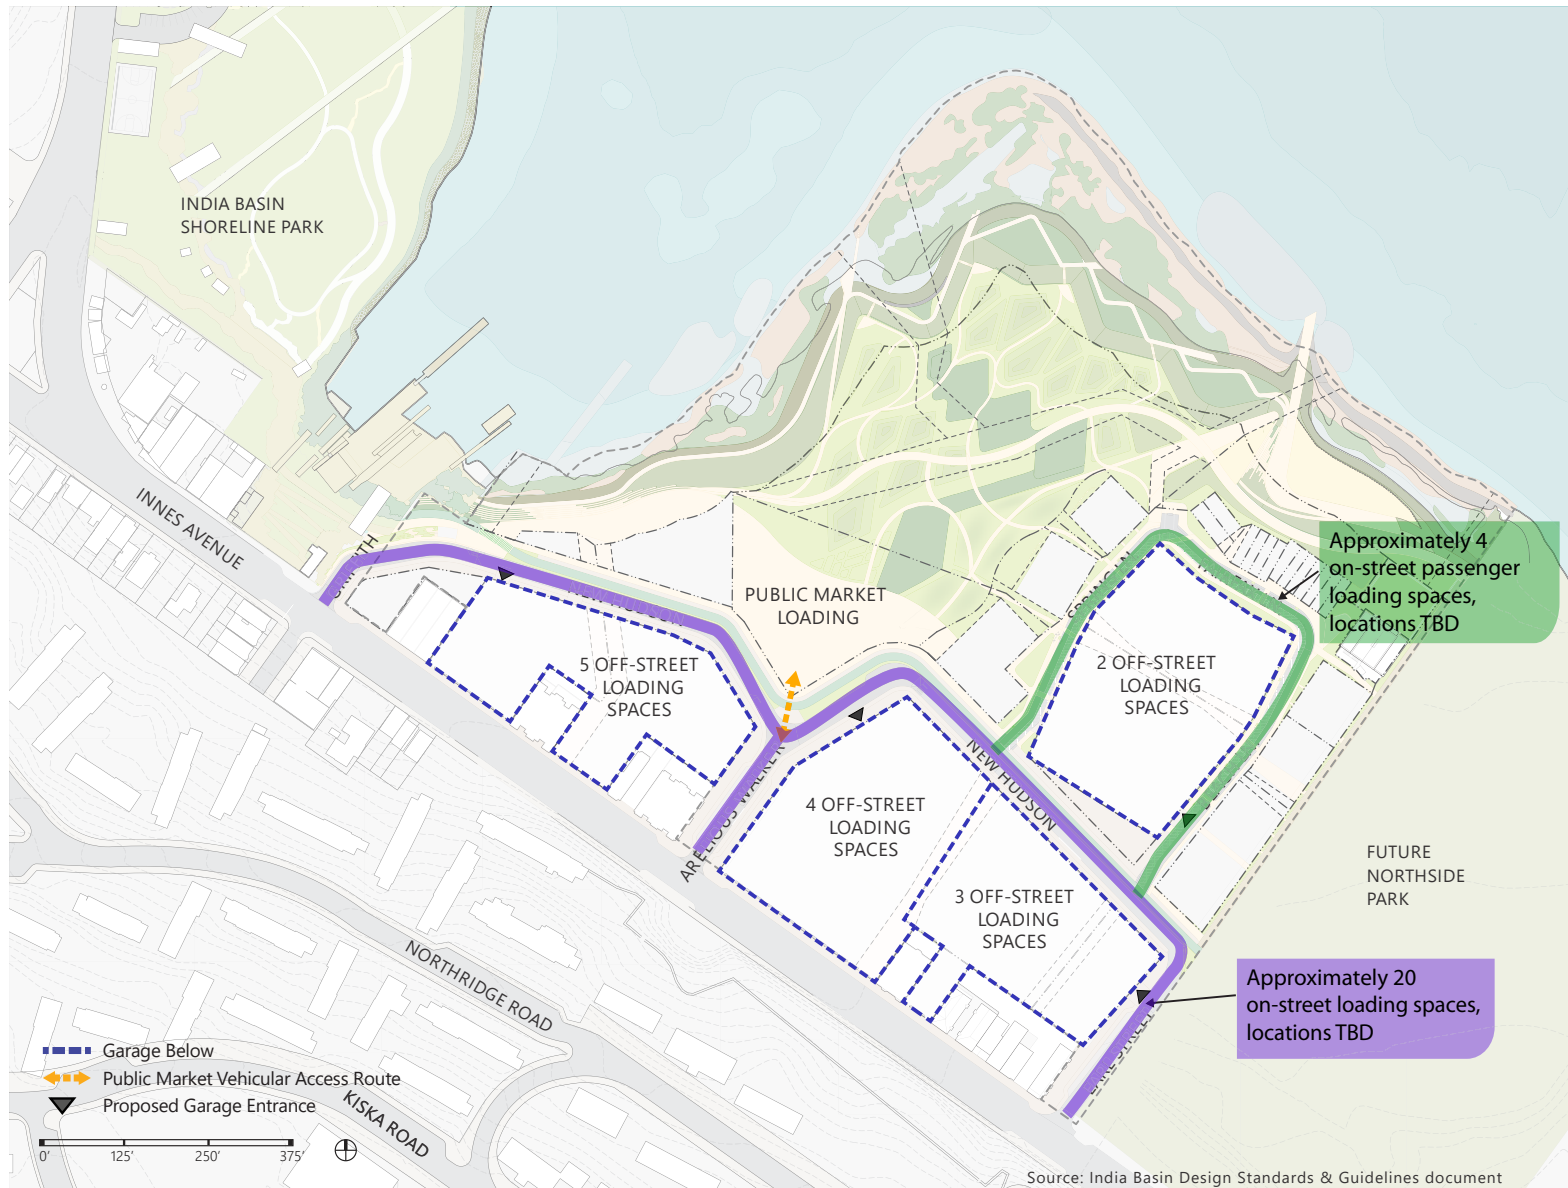 INDIA BASIN
SHORELINE PARK
INNES AVENUE
PUBLIC MARKET
LOADING
Approximately 4
on-street passenger
loading spaces,
locations TBD
5 OFF-STREET
LOADING
SPACES
2 OFF-STREET
LOADING
SPACES
NEW HUDSON
4 OFF-STREET
LOADING
SPACES
3 OFF-STREET
LOADING
SPACES
FUTURE
NORTHSIDE
PARK
NORTHRIDGE ROAD
Approximately 20
on-street loading spaces,
locations TBD
Garage Below
Public Market Vehicular Access Route
Proposed Garage Entrance
KISKA ROAD
0'
125'
250'
375'
NEW HUDSON
ARELIOUS WALKER
Source: India Basin Design Standards & Guidelines document